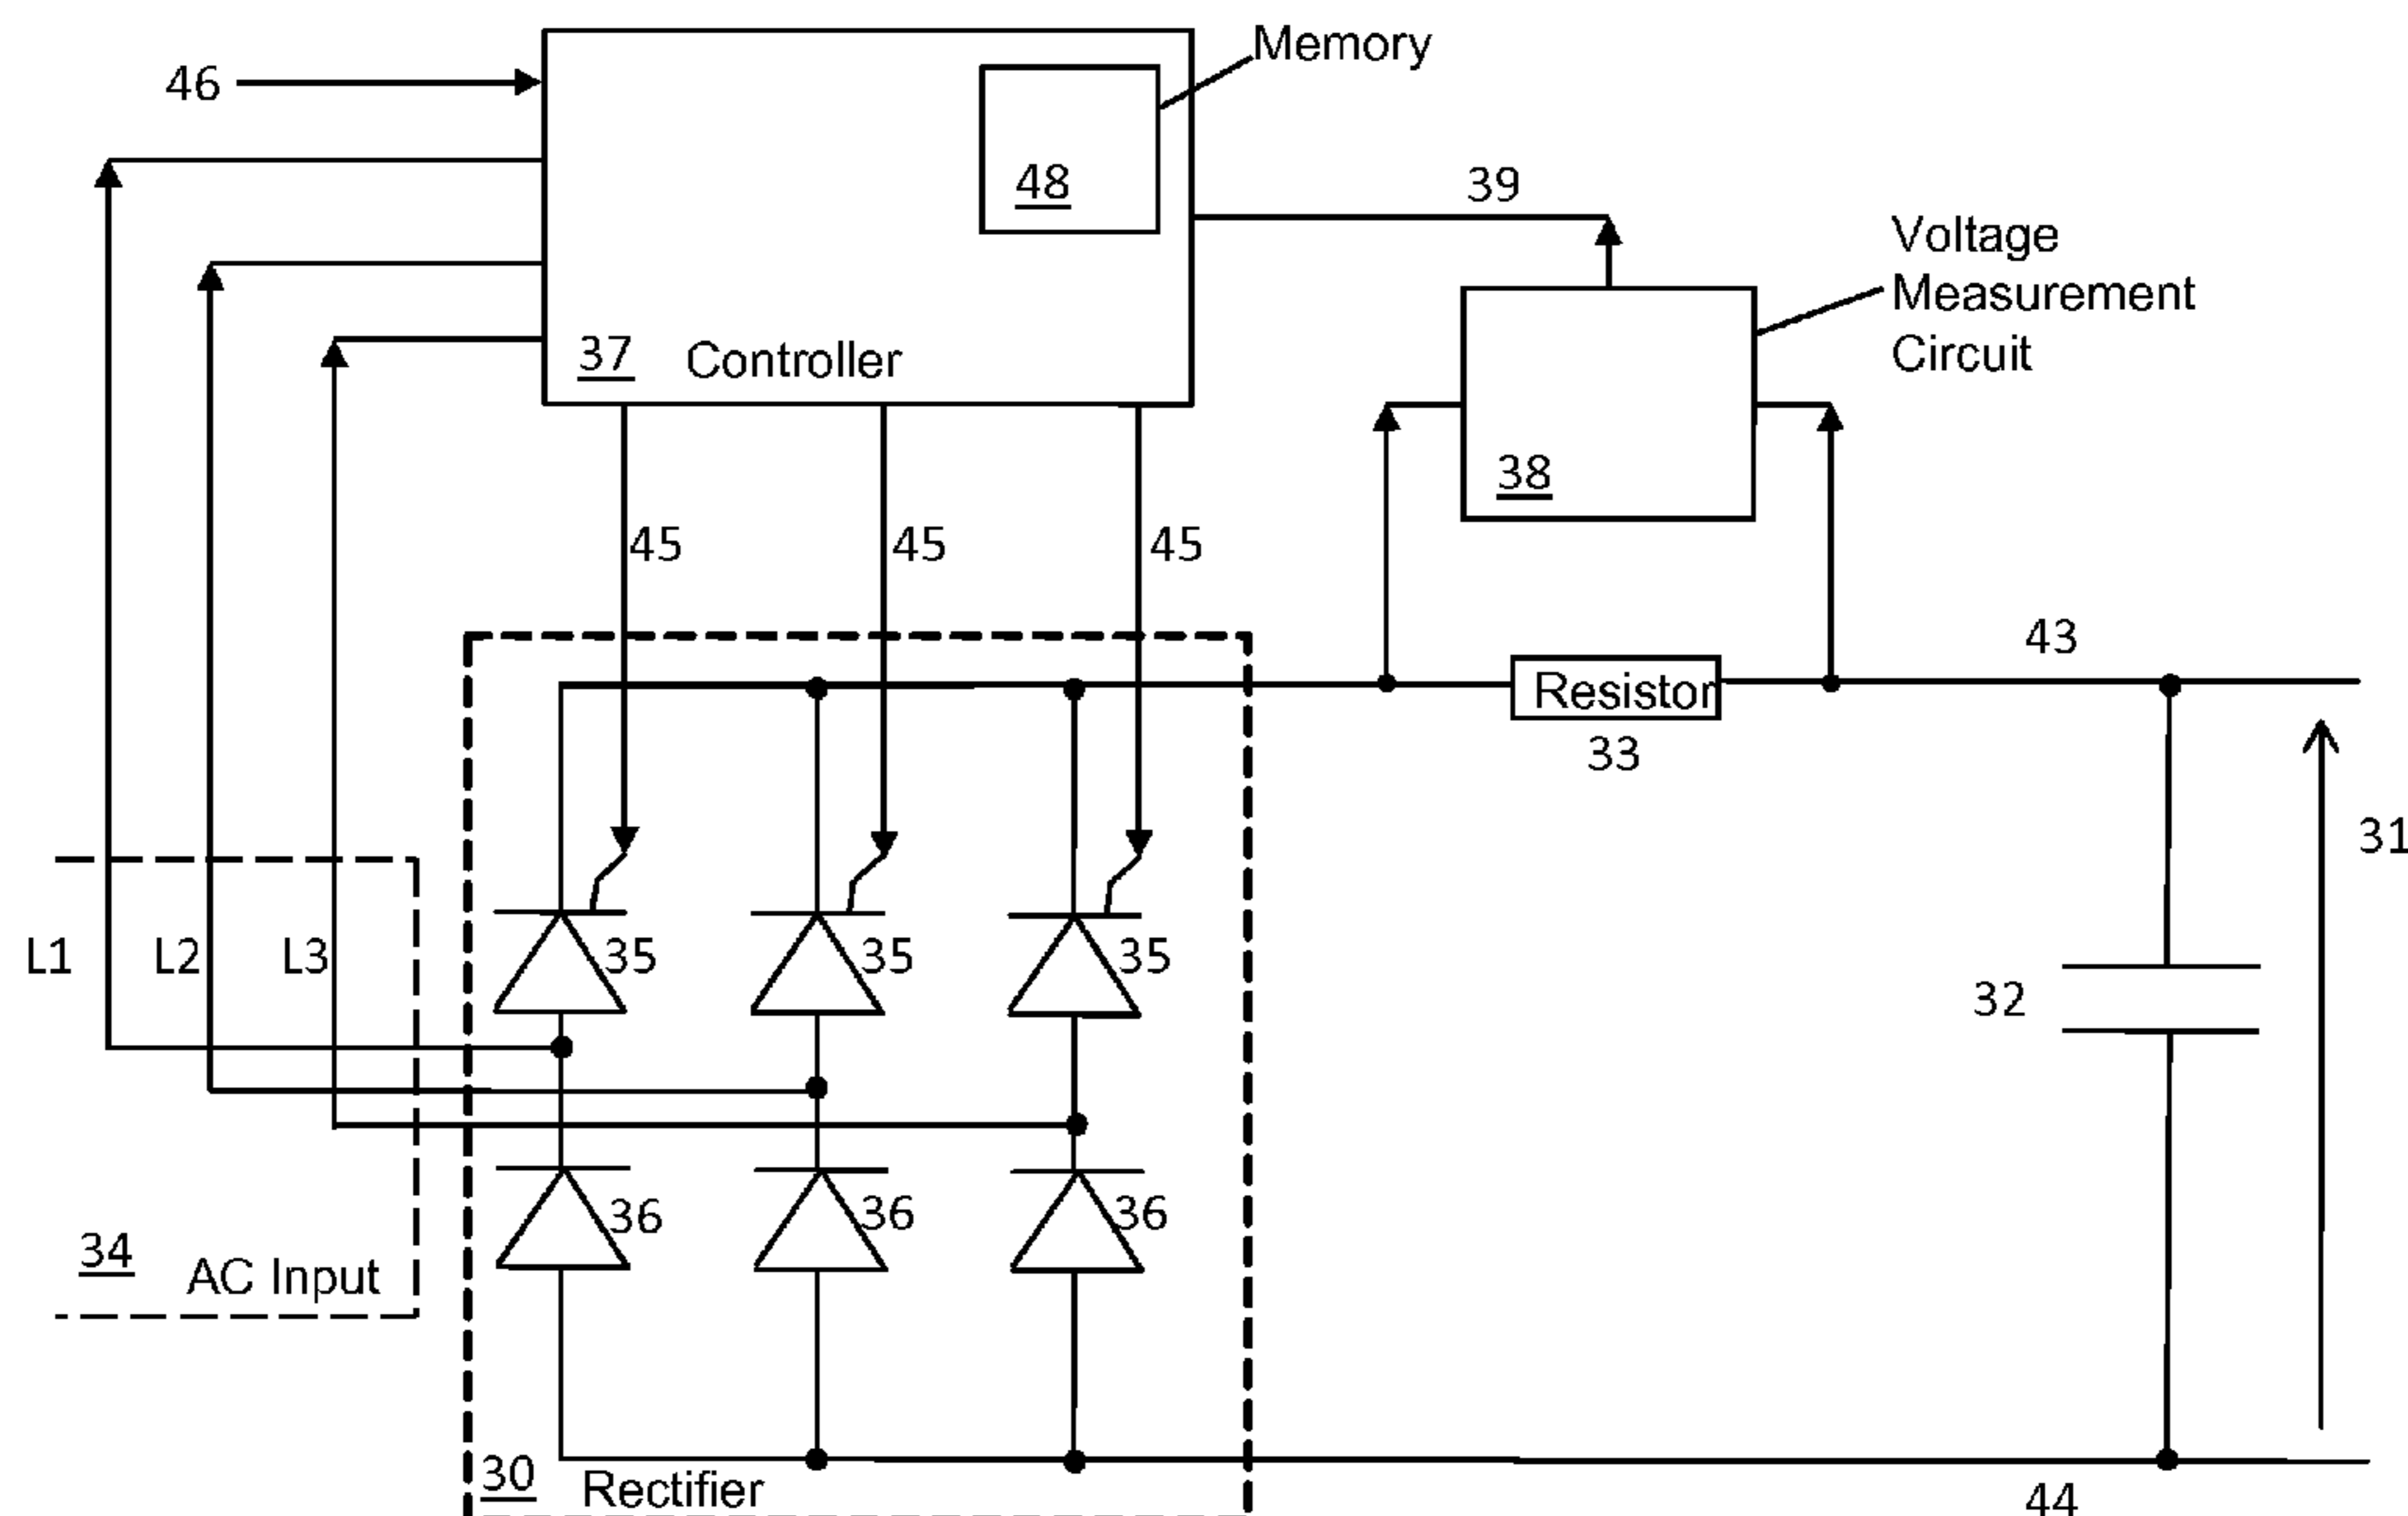 Memory
46
48
39
Voltage
Measurement
Circuit
37 Controller
38
45 45 45
43
Resistor
33
31
L1 L2 L3 35 35 35
32
36 36 36
34 AC Input
30 Rectifier
44